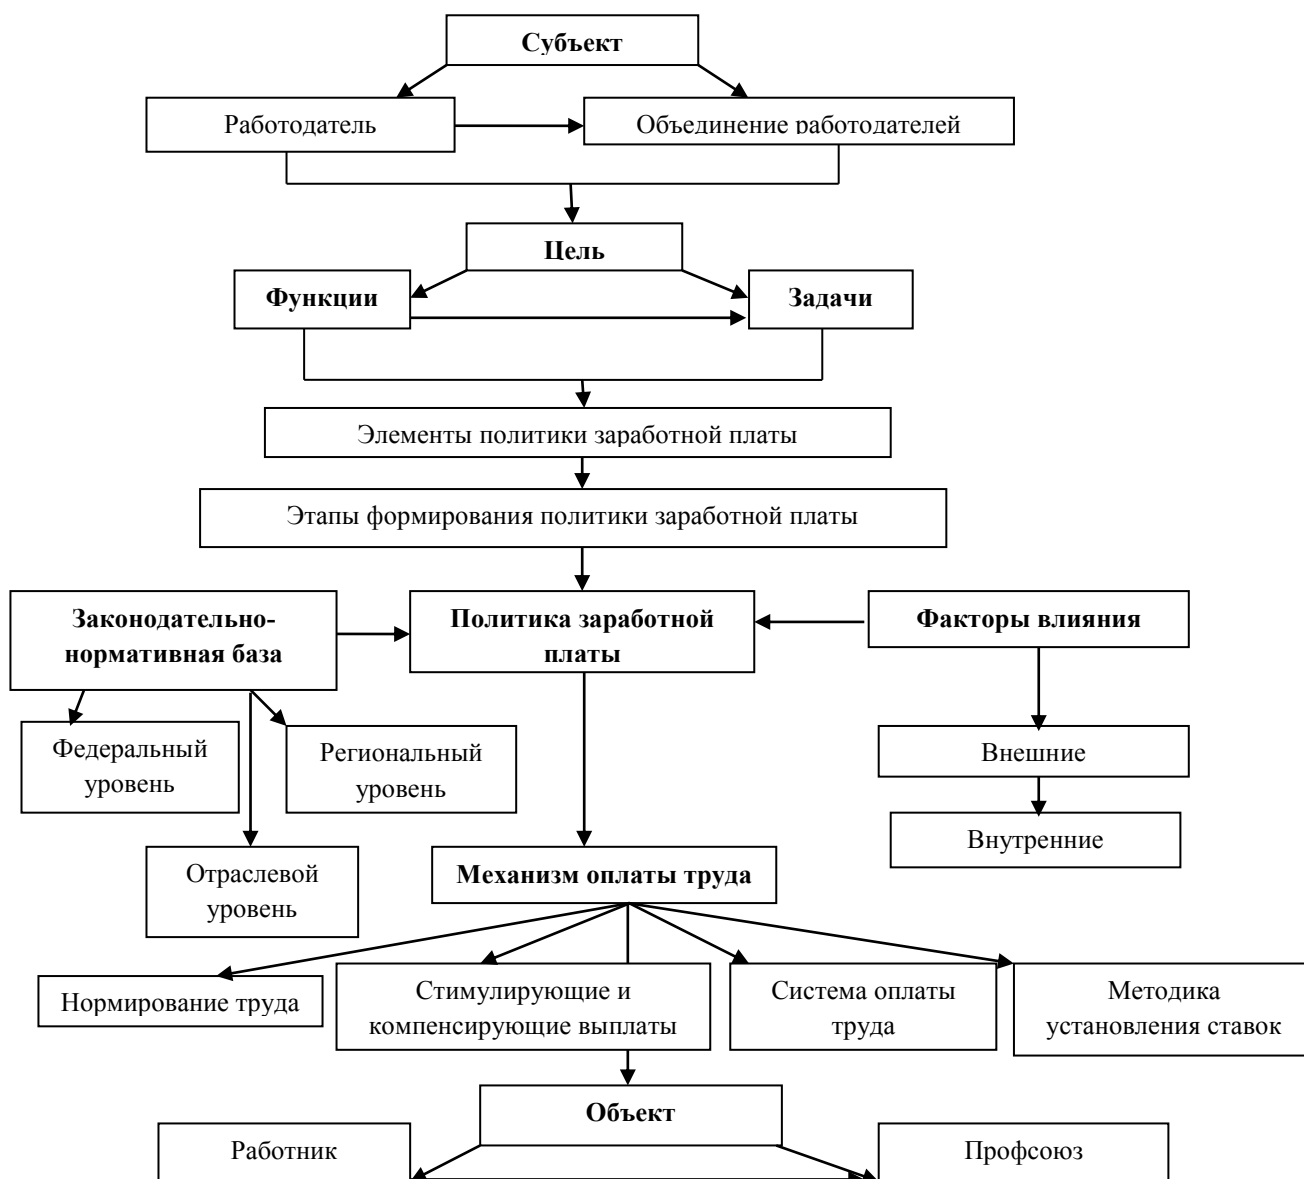 Субъект
Работодатель
Объединение работодателей
Цель
Функции
Задачи
Элементы политики заработной платы
Этапы формирования политики заработной платы
Законодательно-
нормативная база
Политика заработной
платы
Факторы влияния
Федеральный
уровень
Региональный
уровень
Внешние
Внутренние
Отраслевой
уровень
Механизм оплаты труда
Нормирование труда
Стимулирующие и
компенсирующие выплаты
Система оплаты
труда
Методика
установления ставок
Объект
Работник
Профсоюз